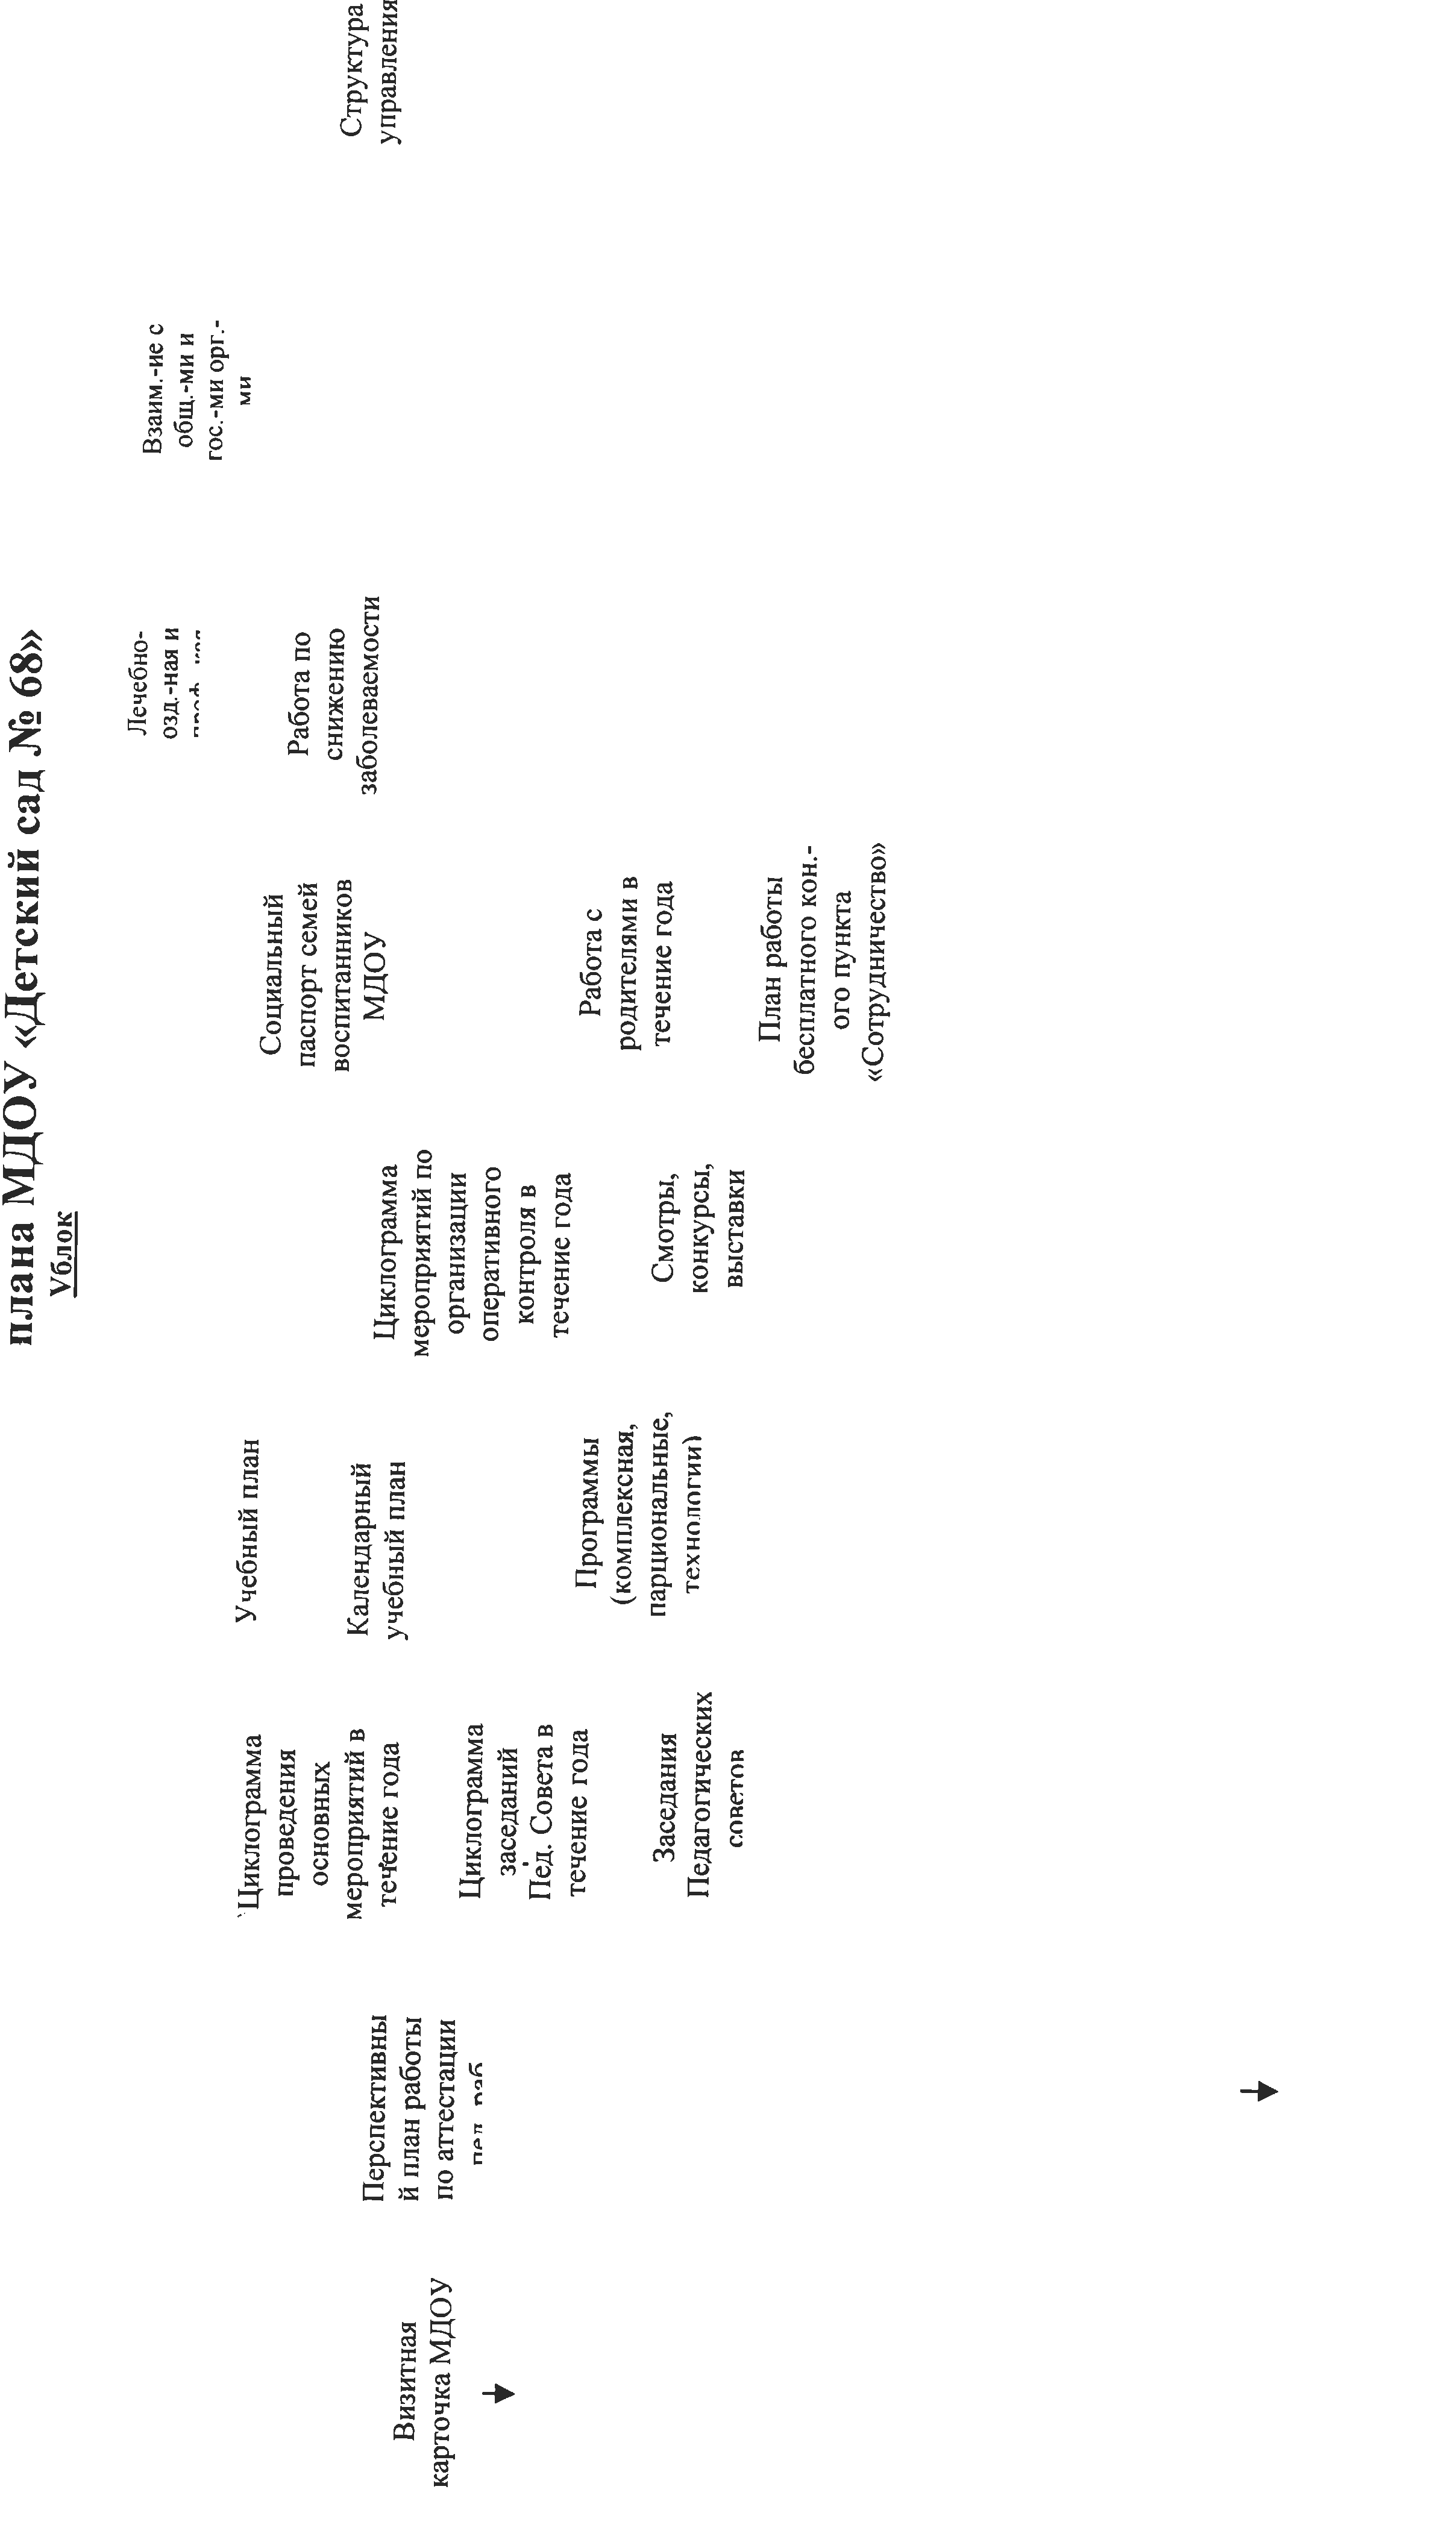 плана МДОУ «Детский сад № 68»
Vблок
Визитная
карточка МДОУ
Перспективны
й план работы
по аттестации
Циклограмма
проведения
основных
мероприятий в
течение года
Циклограмма
заседаний
Пед. Совета в
течение года
Заседания
Педагогических
советов
Учебный план
Календарный
учебный план
Программы
(комплексная,
парциональные,
технологии)
Циклограмма
мероприятий по
организации
оперативного
контроля в
течение года
Смотры,
конкурсы,
выставки
Социальный
паспорт семей
воспитанников
МДОУ
Работа с
родителями в
течение года
План работы
бесплатного кон.-
ого пункта
«Сотрудничество»
Лечебно-
озд.-ная и
Работа по
снижению
заболеваемости
Взаим.-ие с
общ.-ми и
гос.-ми орг.-
ми
Структура
управления